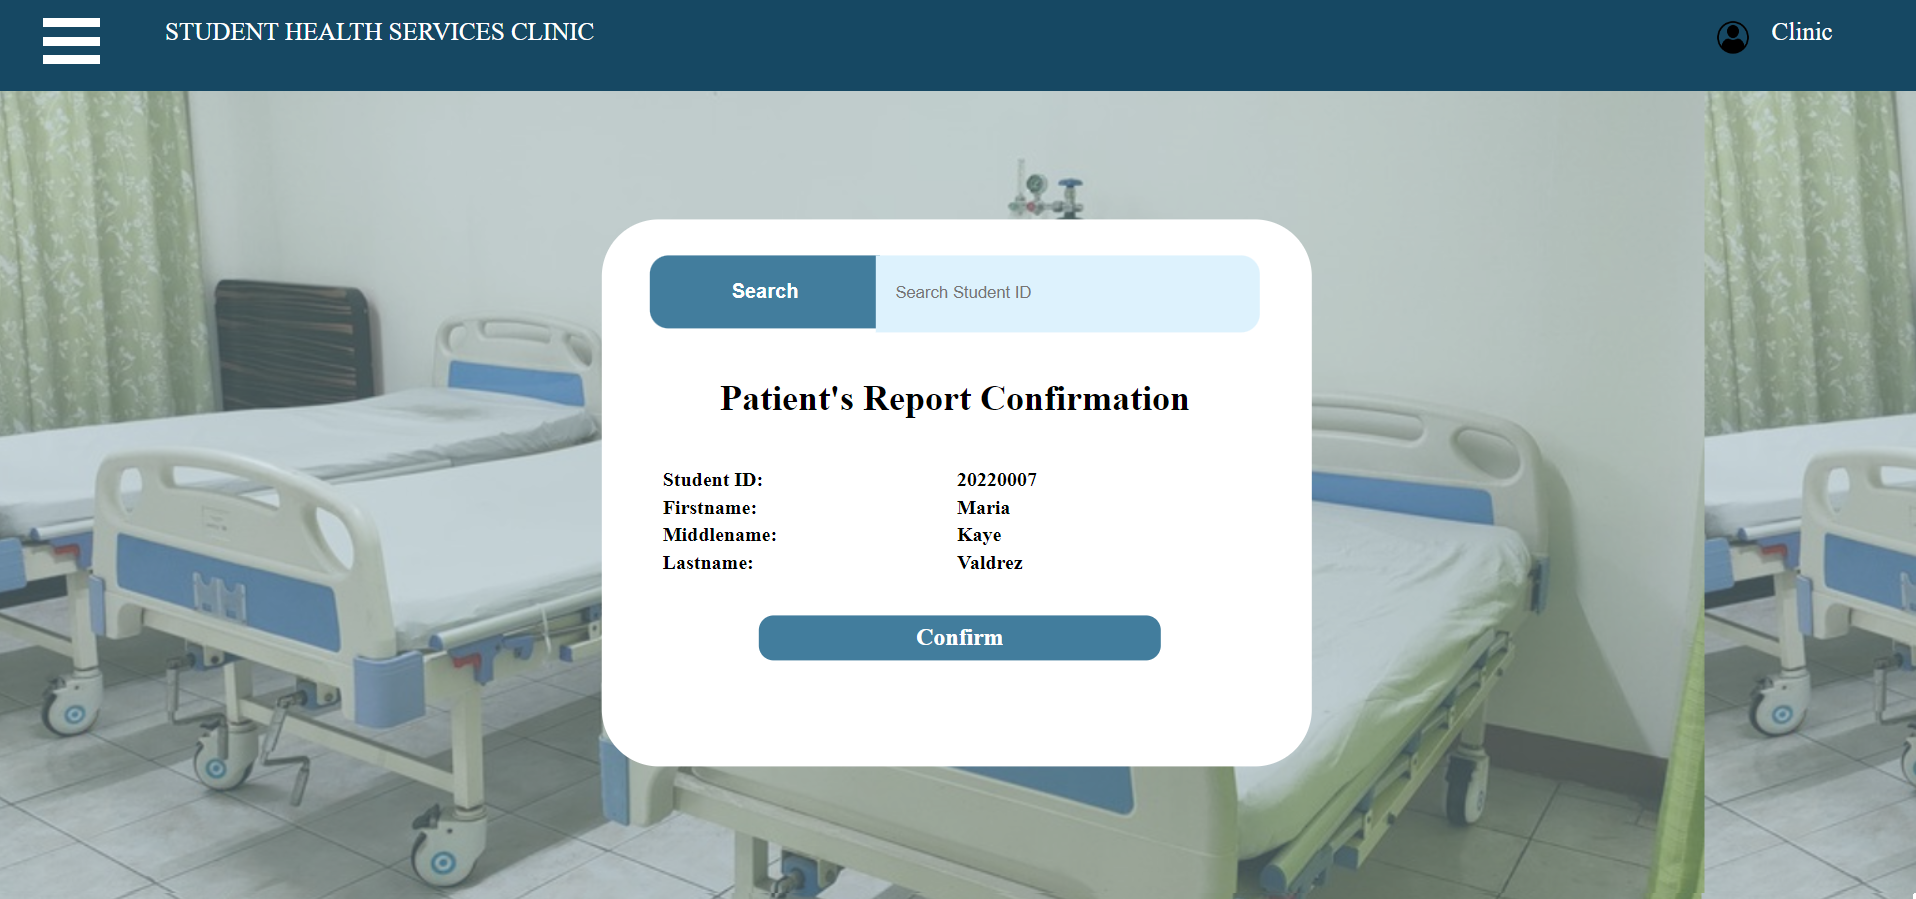 STUDENT HEALTH SERVICES CLINIC
Clinic
Search
Search Student ID
Patient's Report Confirmation
Student ID: 20220007
Firstname: Maria
Middlename: Kaye
Lastname: Valdrez
Confirm